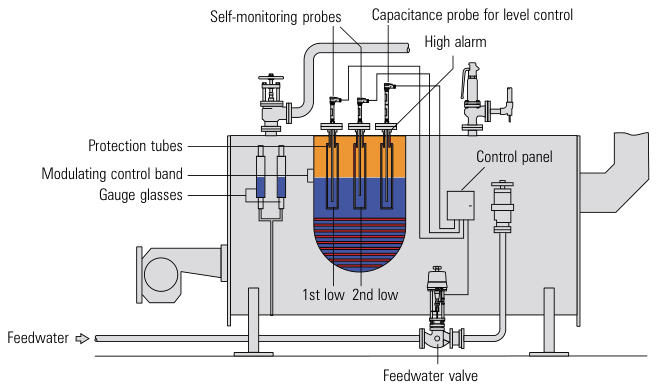 Self-monitoring probes
Capacitance probe for level control
High alarm
Protection tubes
Modulating control band
Gauge glasses
Control panel
1st low 2nd low
Feedwater
Feedwater valve